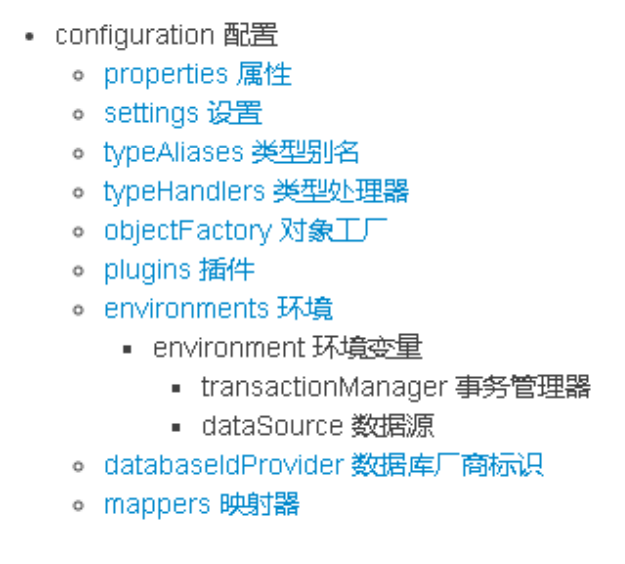 configuration 配置
properties 属性
settings 设置
typeAliases 类型别名
typeHandlers 类型处理器
objectFactory 对象工厂
plugins 插件
environments 环境
environment 环境变量
transactionManager 事务管理器
dataSource 数据源
databaseIdProvider 数据库厂商标识
mappers 映射器